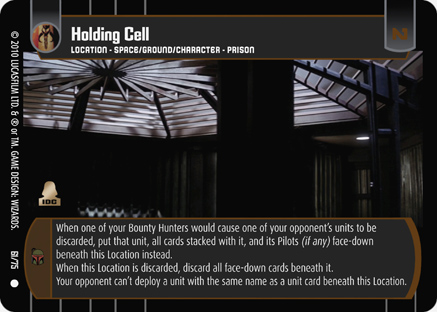 Holding Cell
LOCATION - SPACE/GROUND/CHARACTER - PRISON
IDC
When one of your Bounty Hunters would cause one of your opponent's units to be
discarded, put that unit, all cards stacked with it, and its Pilots (if any) face-down
beneath this Location instead.
When this Location is discarded, discard all face-down cards beneath it.
Your opponent can't deploy a unit with the same name as a unit card beneath this Location.
© 2010 LUCASFILM LTD. & ® or TM. GAME DESIGN: WIZARDS.